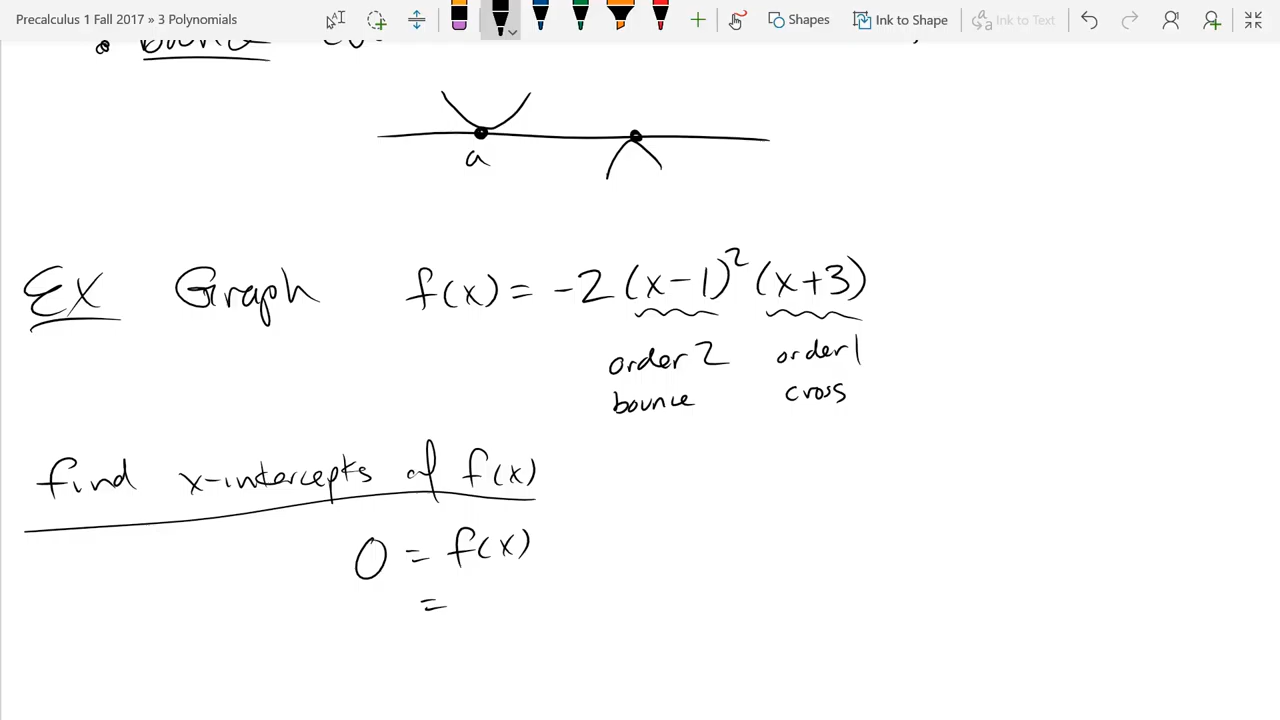 Precalculus 1 Fall 2017 » 3 Polynomials
Shapes
Ink to Shape
Ink to Text
bounce
a
Ex Graph f(x) = -2 (x-1)² (x+3)
order 2 order 1
bounce cross
find x-intercepts of f(x)
0 = f(x)
=